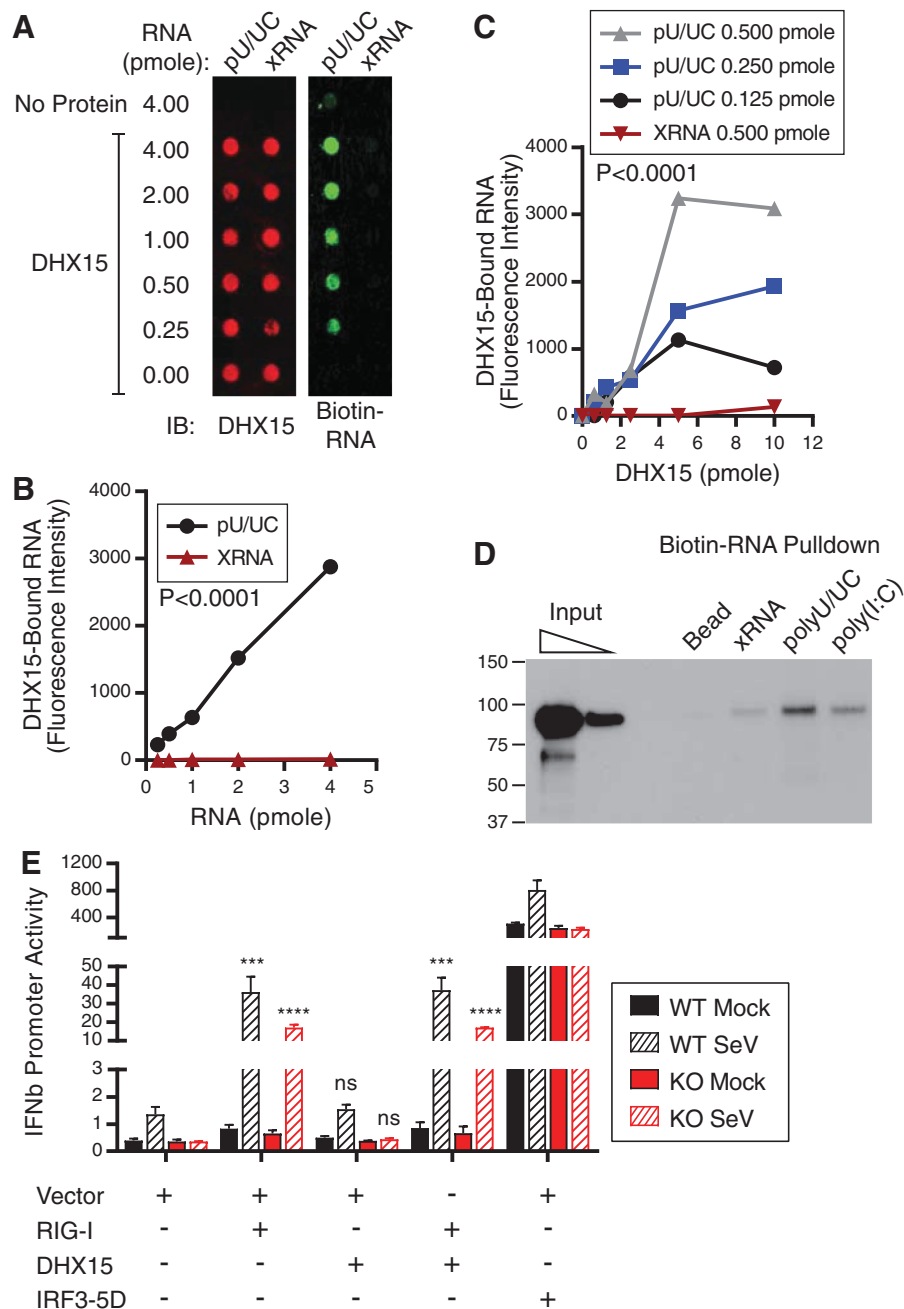 A
RNA
(pmole):
pU/UC
xRNA
pU/UC
xRNA
No Protein
4.00
4.00
2.00
1.00
0.50
0.25
0.00
DHX15
IB:
DHX15
Biotin-
RNA
B
DHX15-Bound RNA
(Fluorescence Intensity)
4000
3000
2000
1000
0
pU/UC
XRNA
P<0.0001
0 1 2 3 4 5
RNA (pmole)
C
pU/UC 0.500 pmole
pU/UC 0.250 pmole
pU/UC 0.125 pmole
XRNA 0.500 pmole
DHX15-Bound RNA
(Fluorescence Intensity)
4000
3000
2000
1000
0
P<0.0001
0 2 4 6 8 10 12
DHX15 (pmole)
D
Biotin-RNA Pulldown
Input
Bead
xRNA
polyU/UC
poly(I:C)
150
100
75
50
37
E
IFNb Promoter Activity
1200
800
400
50
40
30
20
10
3
2
1
0
***
****
ns
ns
***
****
WT Mock
WT SeV
KO Mock
KO SeV
Vector + + + - +
RIG-I - + - + -
DHX15 - - + + -
IRF3-5D - - - - +